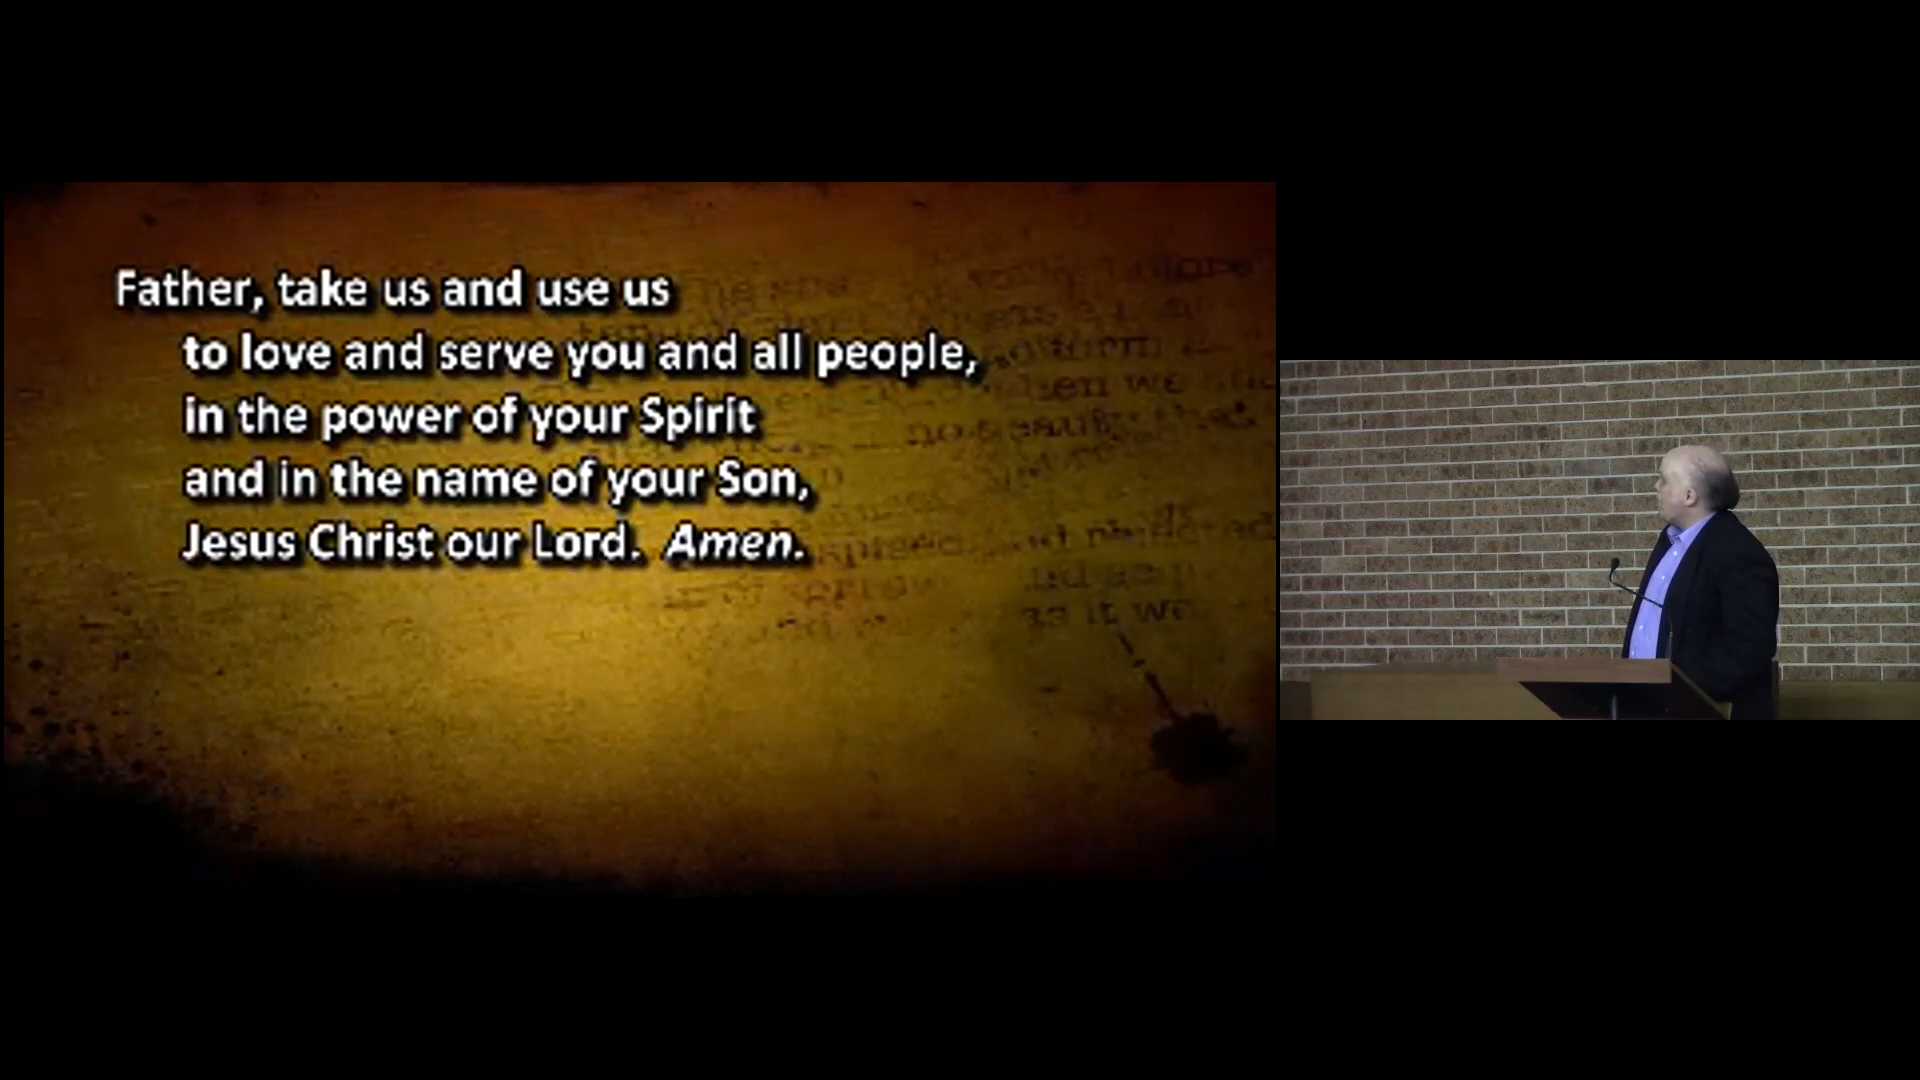 Father, take us and use us
to love and serve you and all people,
in the power of your Spirit
and in the name of your Son,
Jesus Christ our Lord. Amen.